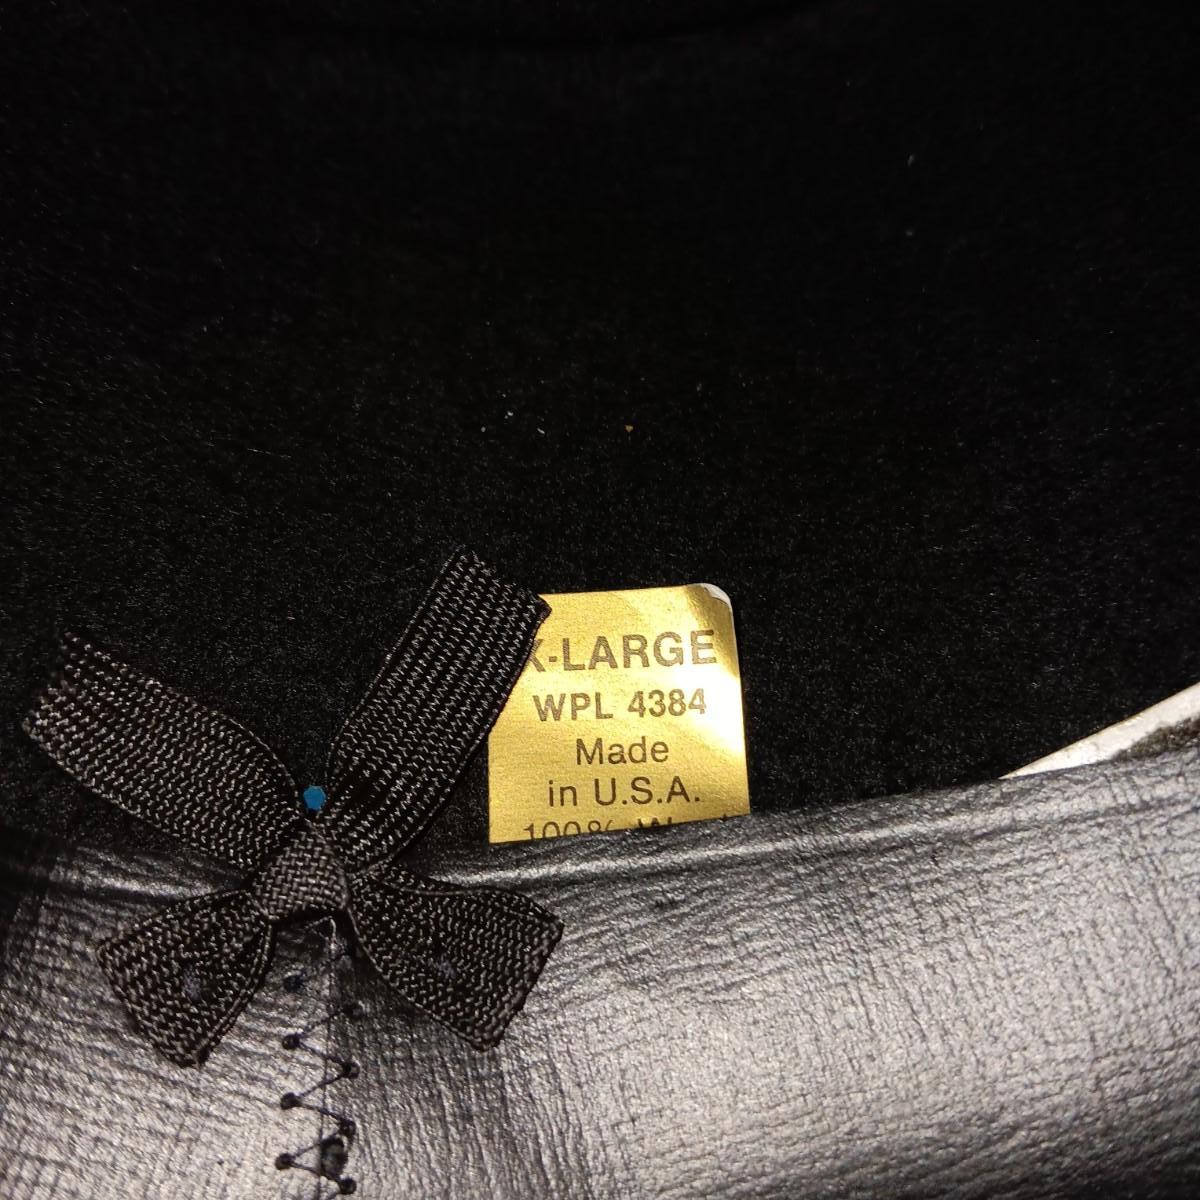 X-LARGE
WPL 4384
Made
in U.S.A.
100%